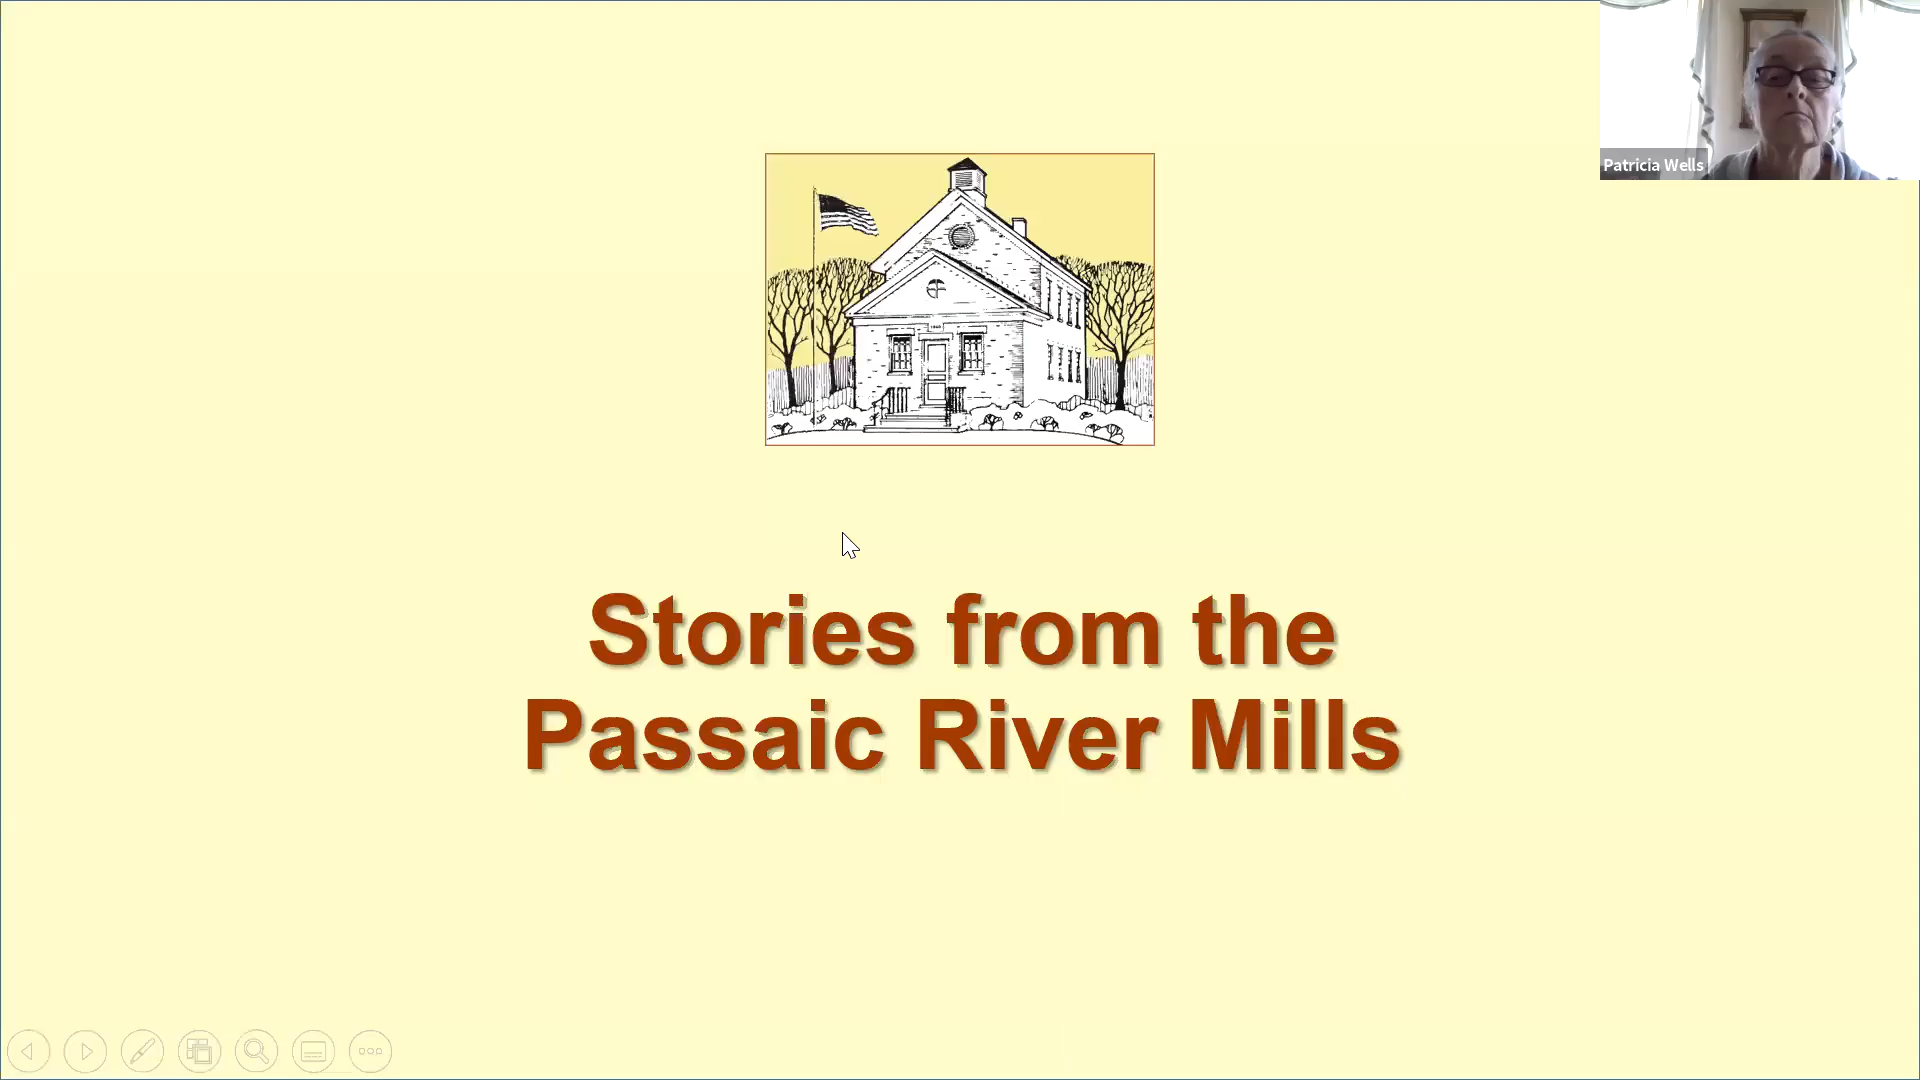 Patricia Wells
Stories from the
Passaic River Mills